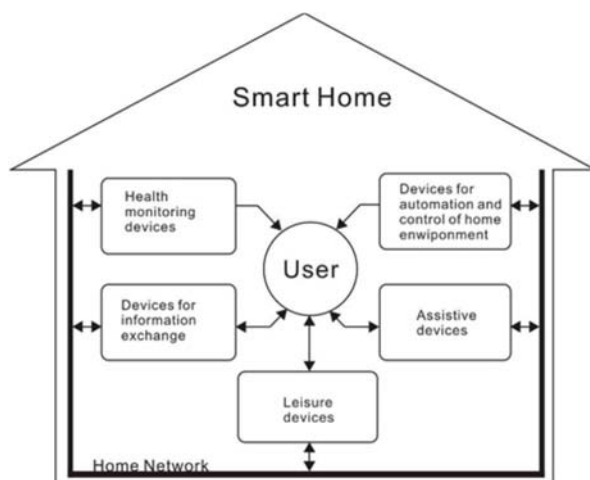 Smart Home
Health
monitoring
devices
Devices for
automation and
control of home
enwiponment
User
Devices for
information
exchange
Assistive
devices
Leisure
devices
Home Network